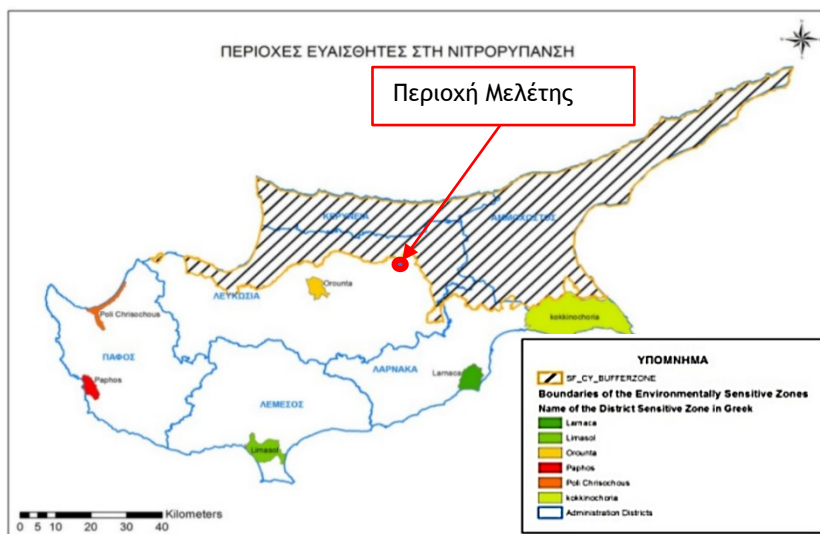 ΠΕΡΙΟΧΕΣ ΕΥΑΙΣΘΗΤΕΣ ΣΤΗ ΝΙΤΡΟΡΥΠΑΝΣΗ
Περιοχή Μελέτης
ΚΕΡΥΝΕΙΑ
ΑΜΜΟΧΩΣΤΟΣ
Orounta
ΛΕΥΚΩΣΙΑ
Poli Chrisochous
kokkinochoria
ΠΑΦΟΣ
ΛΑΡΝΑΚΑ
Larnaca
Paphos
ΛΕΜΕΣΟΣ
Limasol
ΥΠΟΜΝΗΜΑ
SF_CY_BUFFERZONE
Boundaries of the Environmentally Sensitive Zones
Name of the District Sensitive Zone in Greek
Larnaca
Limasol
Orounta
Paphos
Poli Chrisochous
kokkinochoria
Administration Districts
Kilometers
0 5 10 20 30 40